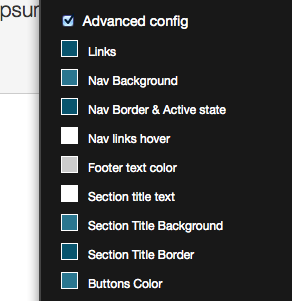 psur
Advanced config
Links
Nav Background
Nav Border & Active state
Nav links hover
Footer text color
Section title text
Section Title Background
Section Title Border
Buttons Color